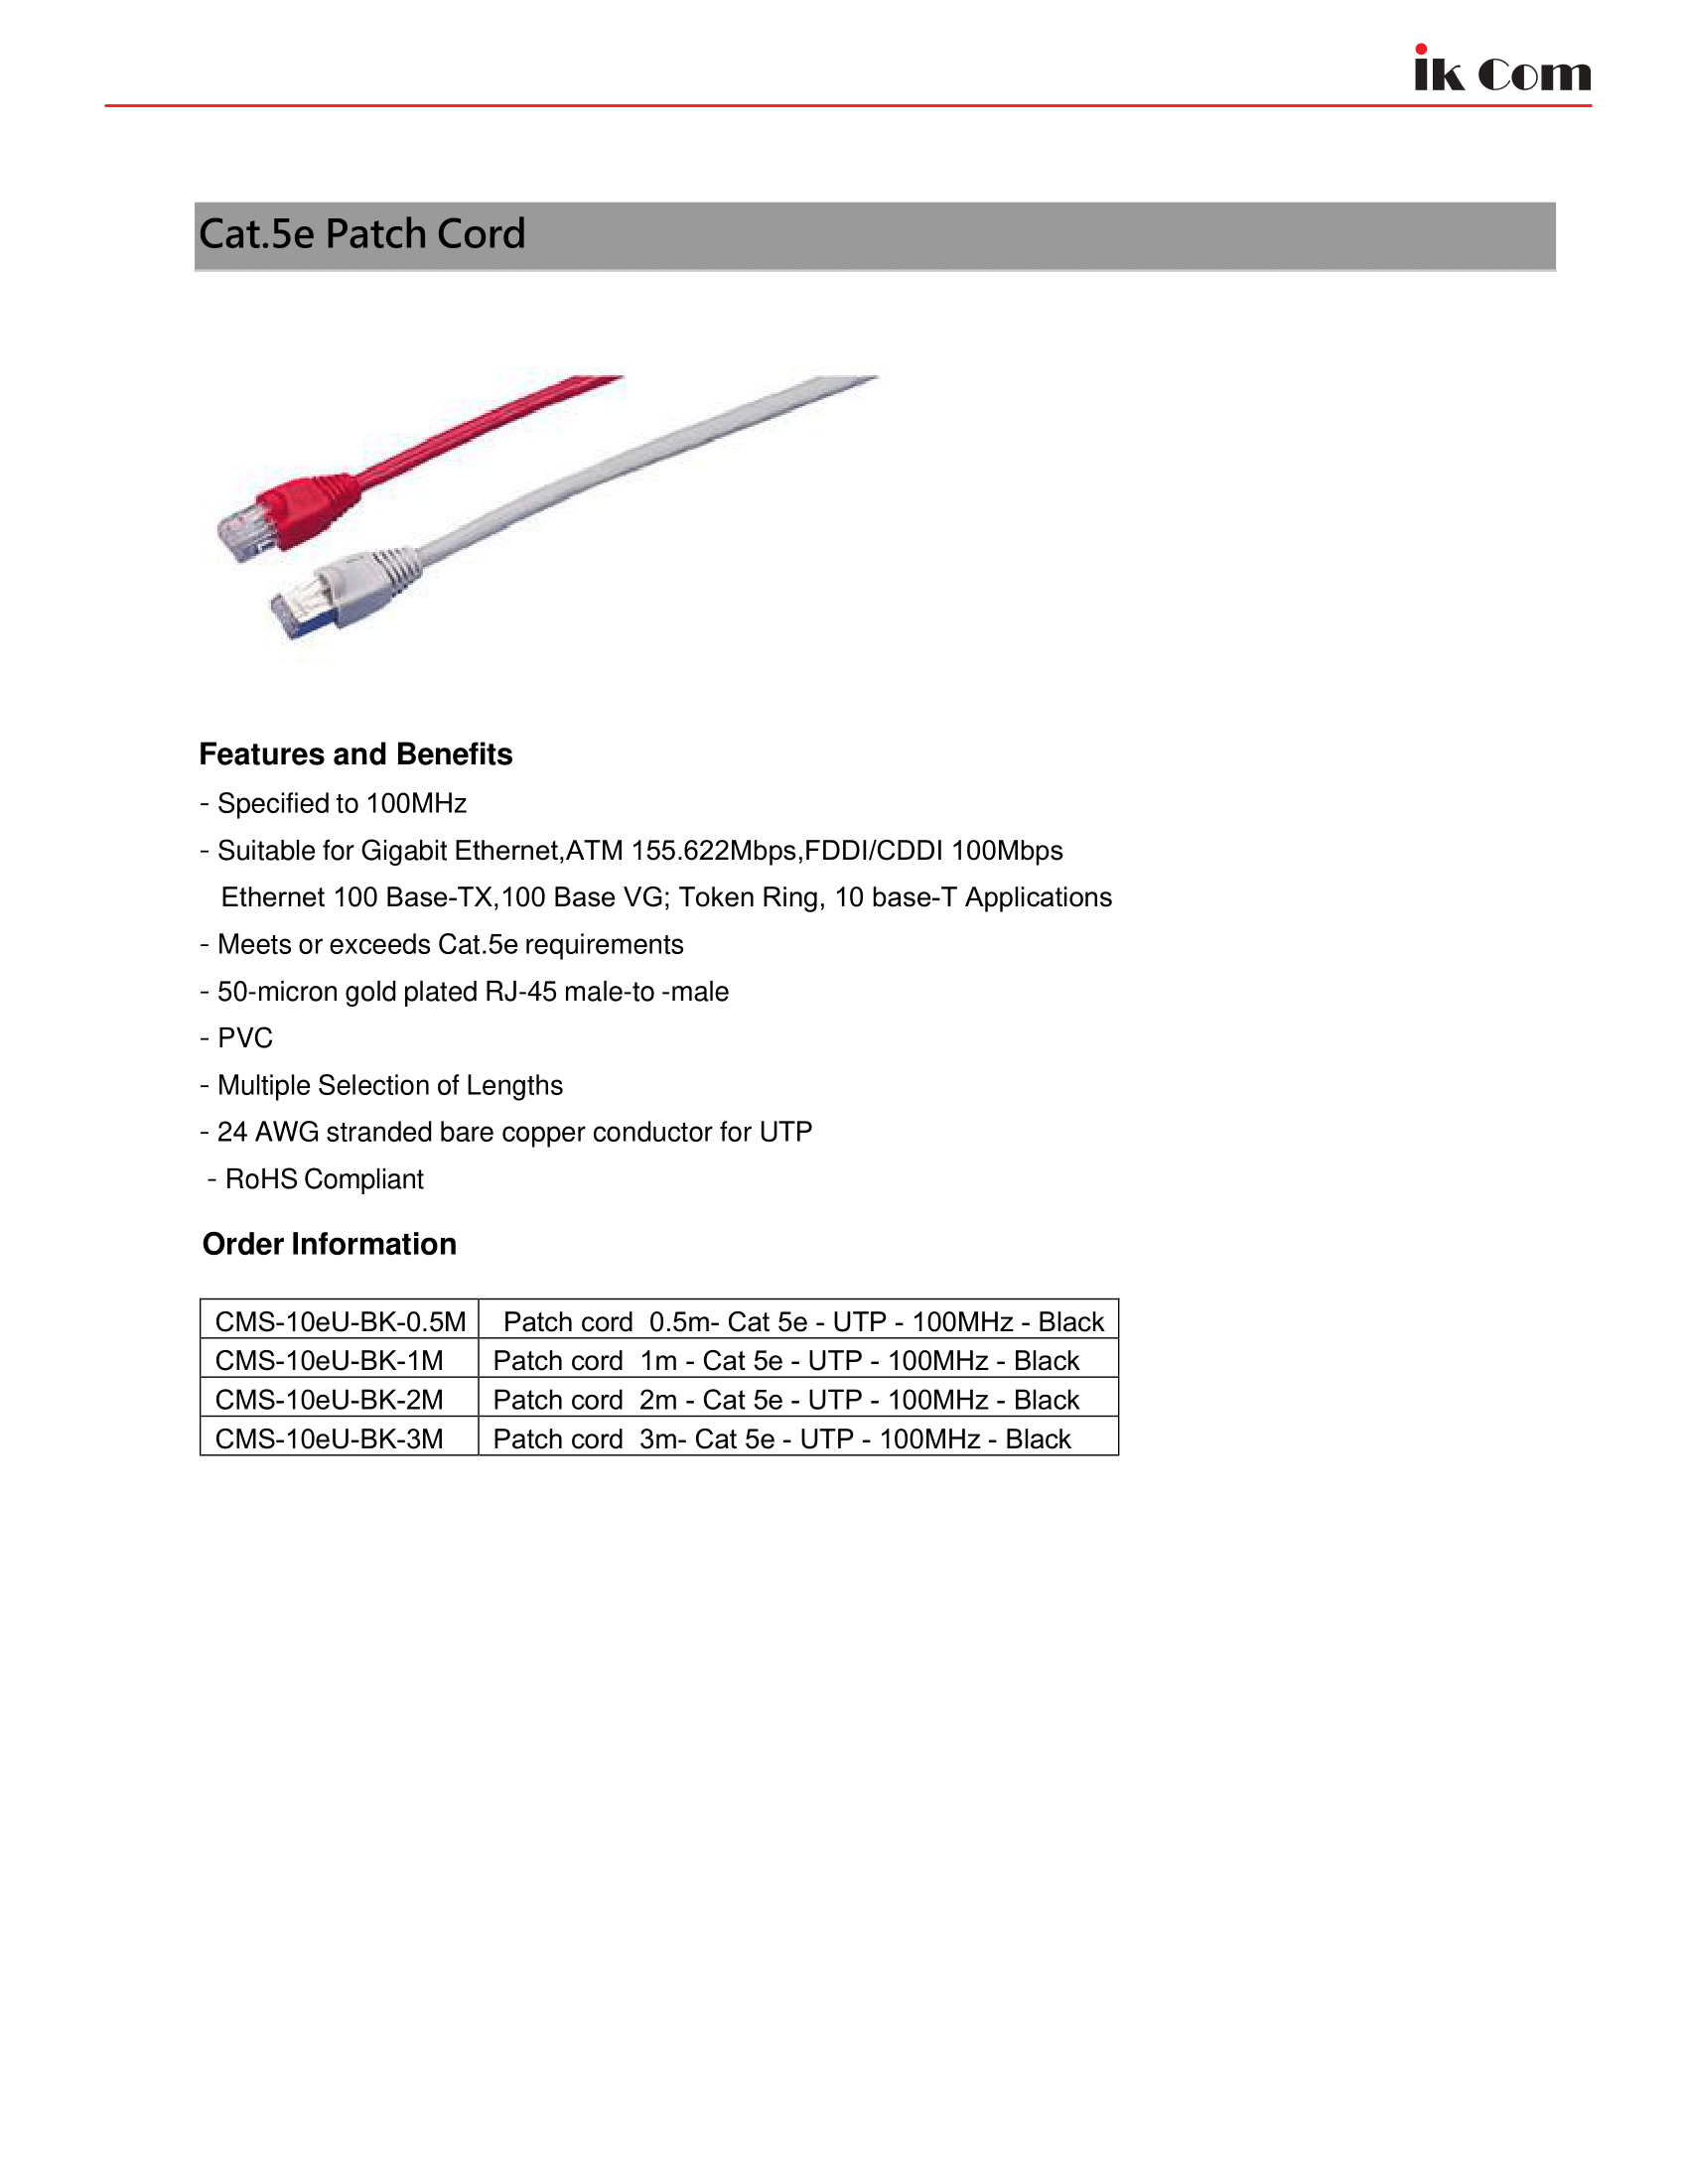 ik Com
Cat.5e Patch Cord
Features and Benefits
- Specified to 100MHz
- Suitable for Gigabit Ethernet,ATM 155.622Mbps,FDDI/CDDI 100Mbps
Ethernet 100 Base-TX,100 Base VG; Token Ring, 10 base-T Applications
- Meets or exceeds Cat.5e requirements
- 50-micron gold plated RJ-45 male-to -male
- PVC
- Multiple Selection of Lengths
- 24 AWG stranded bare copper conductor for UTP
- RoHS Compliant
Order Information
CMS-10eU-BK-0.5M Patch cord 0.5m- Cat 5e - UTP - 100MHz - Black
CMS-10eU-BK-1M Patch cord 1m - Cat 5e - UTP - 100MHz - Black
CMS-10eU-BK-2M Patch cord 2m - Cat 5e - UTP - 100MHz - Black
CMS-10eU-BK-3M Patch cord 3m- Cat 5e - UTP - 100MHz - Black